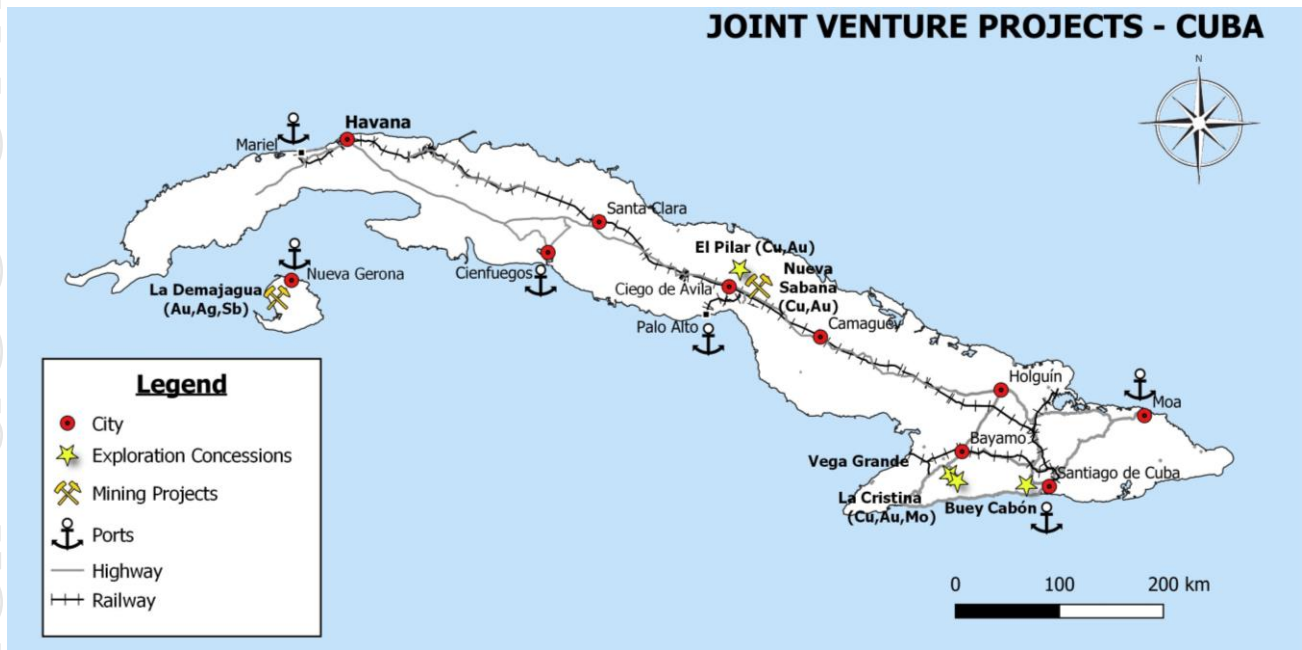 JOINT VENTURE PROJECTS - CUBA
N
Havana
Mariel
Santa Clara
El Pilar (Cu,Au)
Nueva
Sabana
(Cu,Au)
Cienfuegos
Nueva Gerona
La Demajagua
(Au,Ag,Sb)
Ciego de Ávila
Palo Alto
Camaguey
Holguín
Moa
Bayamo
Vega Grande
Santiago de Cuba
La Cristina
(Cu,Au,Mo)
Buey Cabón
Legend
City
Exploration Concessions
Mining Projects
Ports
Highway
Railway
0 100 200 km